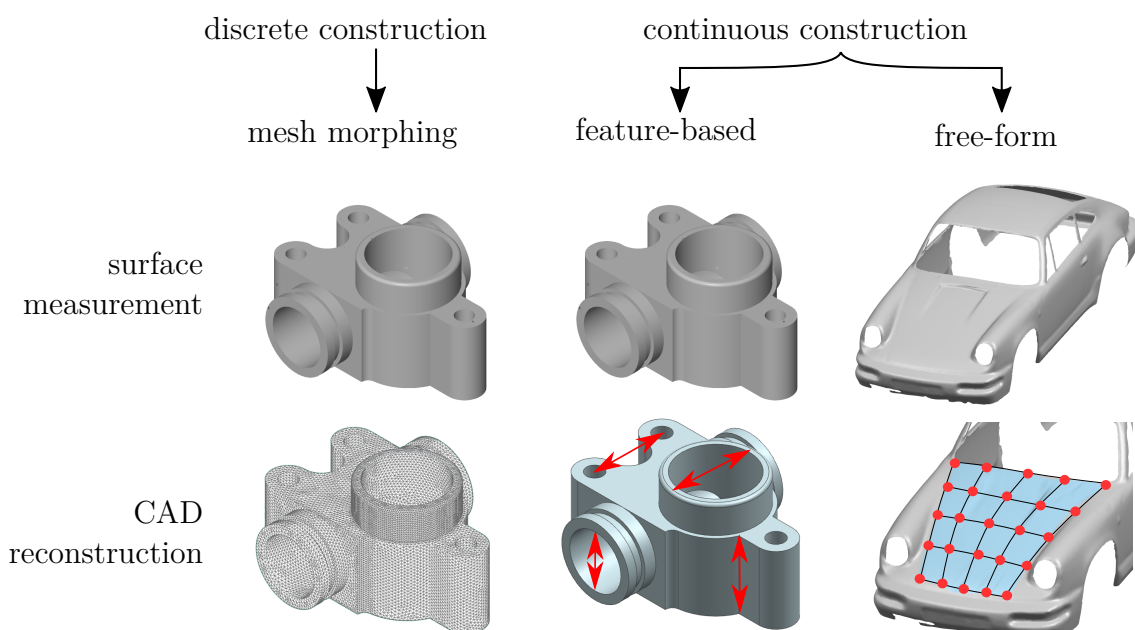 discrete construction
continuous construction
mesh morphing
feature-based
free-form
surface
measurement
CAD
reconstruction